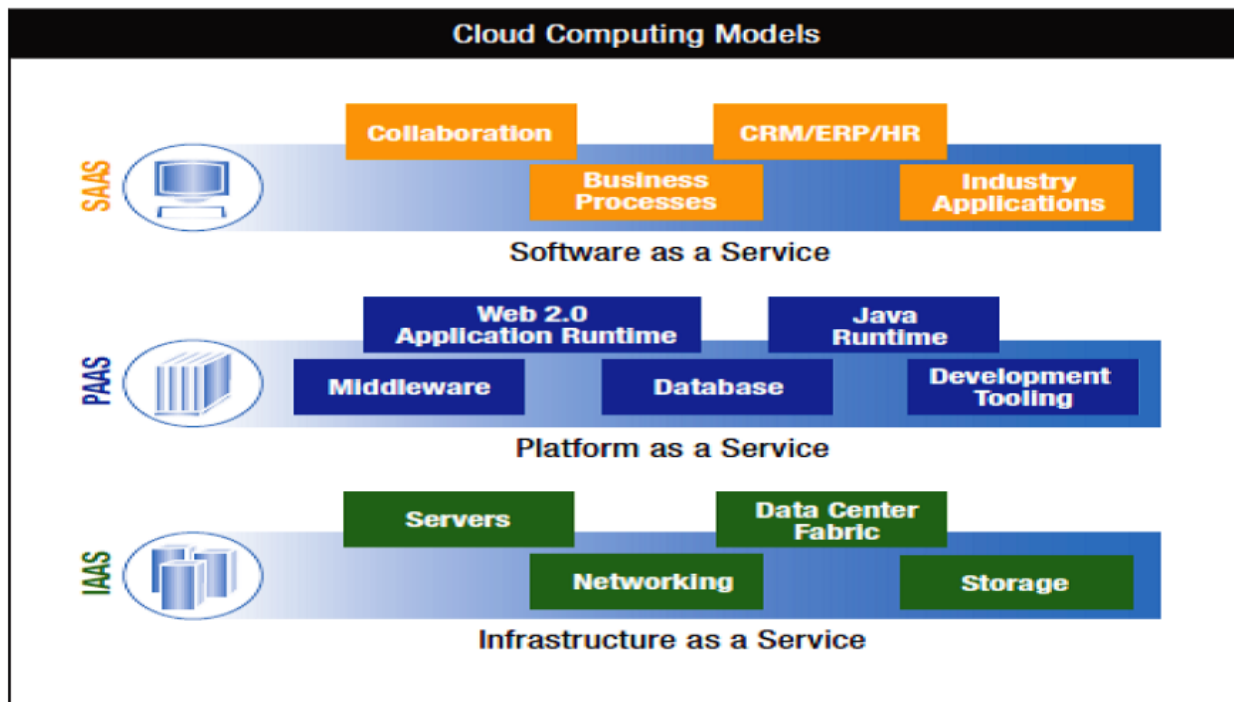 Cloud Computing Models
SAAS
Collaboration
CRM/ERP/HR
Business
Processes
Industry
Applications
Software as a Service
PAAS
Web 2.0
Application Runtime
Java
Runtime
Middleware
Database
Development
Tooling
Platform as a Service
IAAS
Servers
Data Center
Fabric
Networking
Storage
Infrastructure as a Service